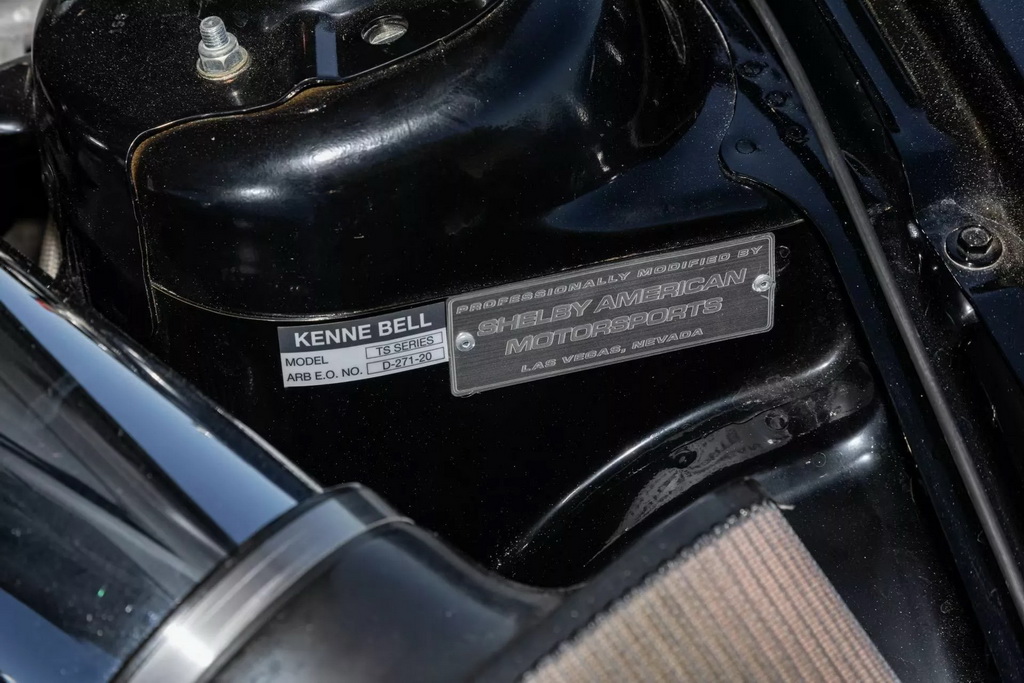 KENNE BELL
MODEL TS SERIES
ARB E.O. NO. D-271-20
PROFESSIONALLY MODIFIED BY
SHELBY AMERICAN
MOTORSPORTS
LAS VEGAS, NEVADA